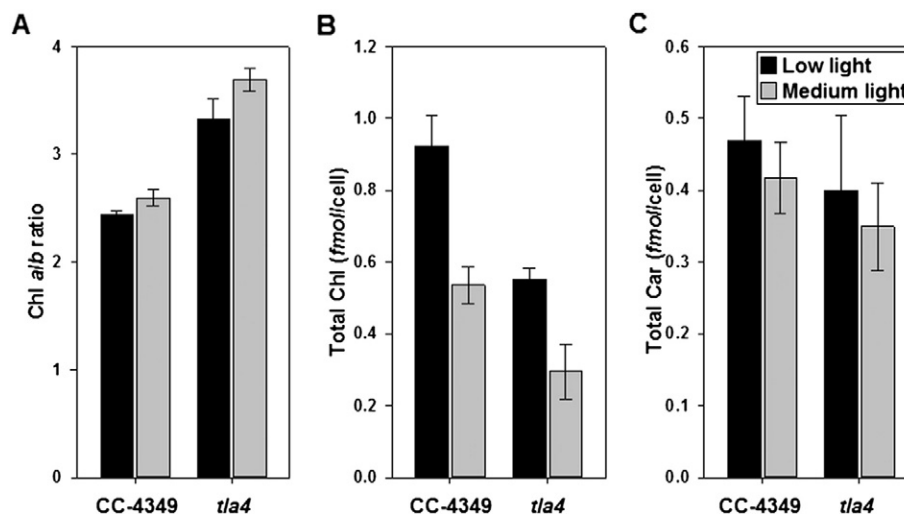 A
Chl a/b ratio
4
3
2
1
0
CC-4349 tla4
B
Total Chl (fmol/cell)
1.2
1.0
0.8
0.6
0.4
0.2
0.0
CC-4349 tla4
C
Total Car (fmol/cell)
0.6
0.5
0.4
0.3
0.2
0.1
0.0
Low light
Medium light
CC-4349 tla4